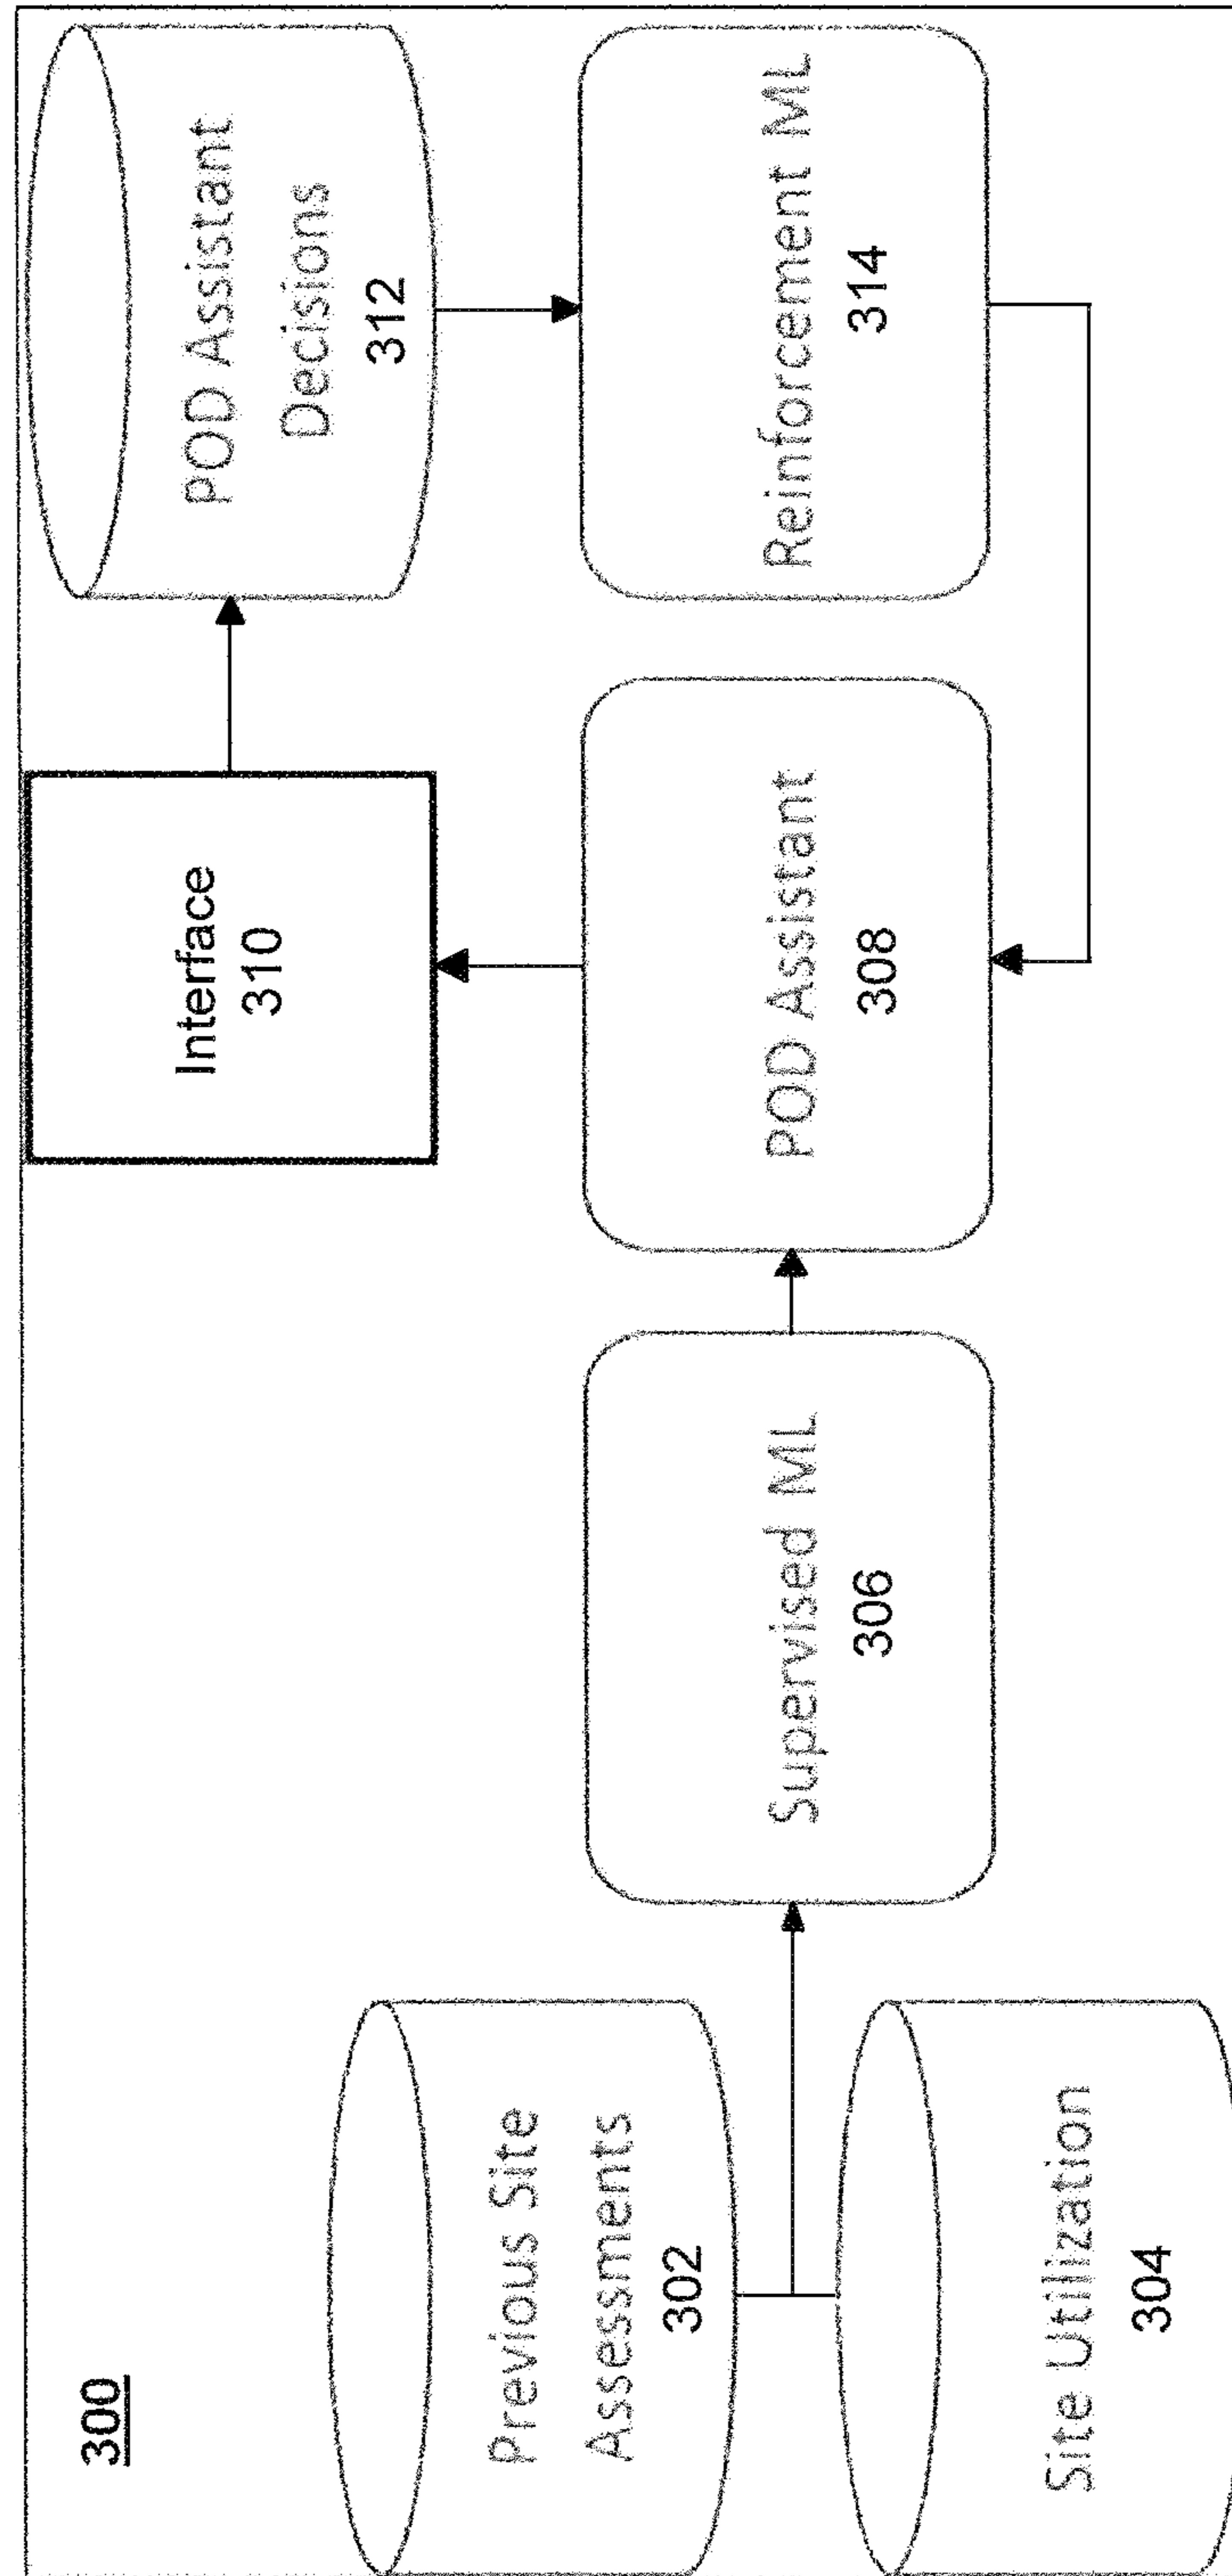 300
Previous Site
Assessments
302
Site Utilization
304
Supervised ML
306
POD Assistant
308
Interface
310
POD Assistant
Decisions
312
Reinforcement ML
314